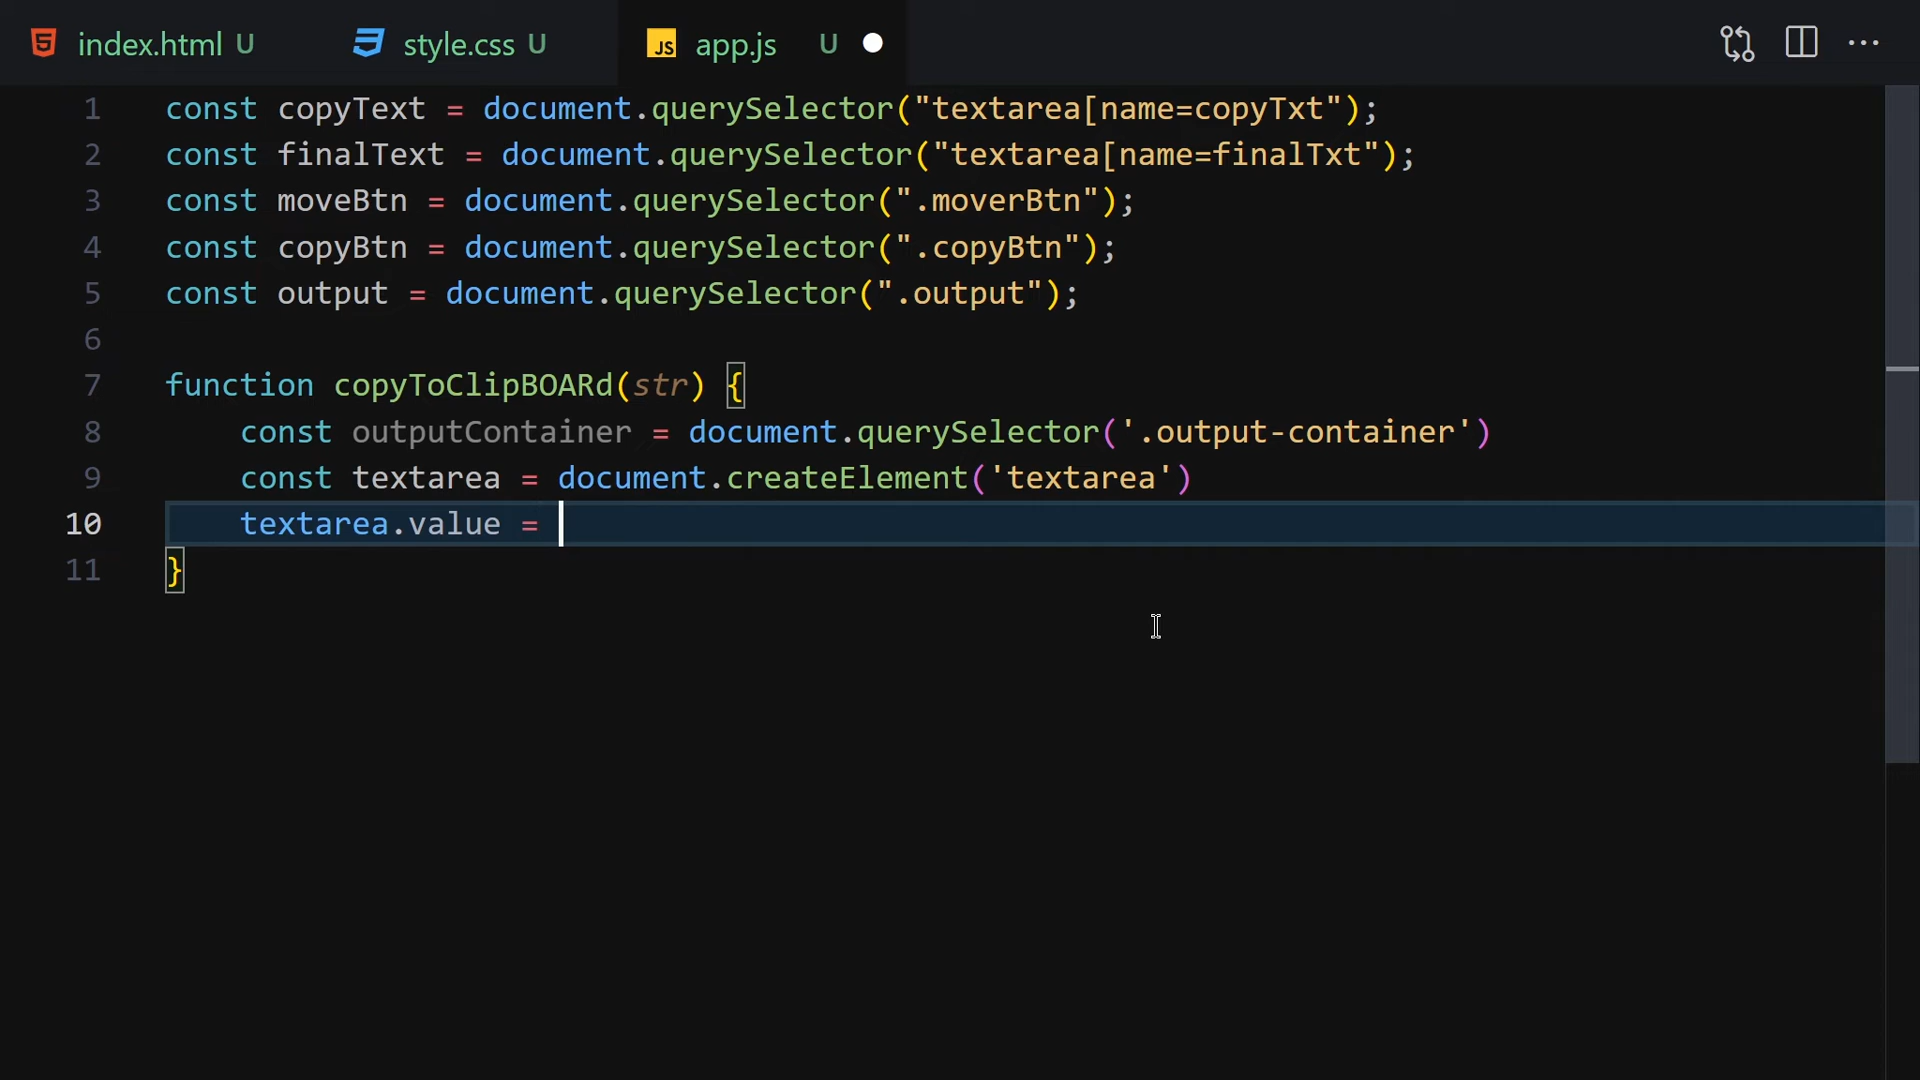 index.html U style.css U JS app.js U
1 const copyText = document.querySelector("textarea[name=copyTxt");
2 const finalText = document.querySelector("textarea[name=finalTxt");
3 const moveBtn = document.querySelector(".moverBtn");
4 const copyBtn = document.querySelector(".copyBtn");
5 const output = document.querySelector(".output");
6
7 function copyToClipBOARd(str) {
8 const outputContainer = document.querySelector('.output-container')
9 const textarea = document.createElement('textarea')
10 textarea.value =
11 }